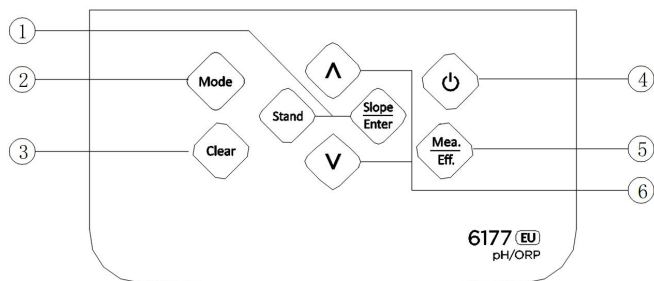 ①
② Mode ∧ ⏻ ④
Stand Slope
Enter
③ Clear ∨ Mea.
Eff. ⑤
⑥
6177 EU
pH/ORP